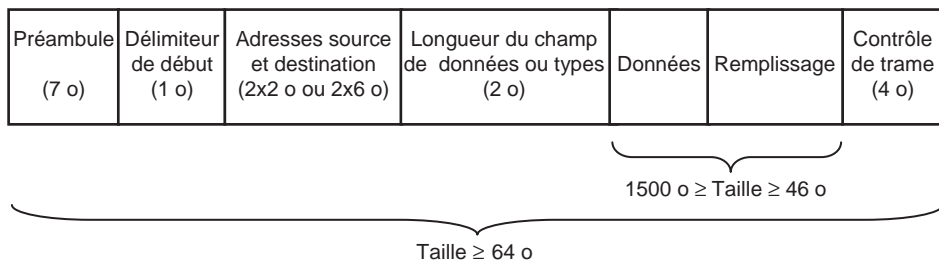 Préambule
(7 o)
Délimiteur
de début
(1 o)
Adresses source
et destination
(2x2 o ou 2x6 o)
Longueur du champ
de données ou types
(2 o)
Données
Remplissage
Contrôle
de trame
(4 o)
1500 o ≥ Taille ≥ 46 o
Taille ≥ 64 o